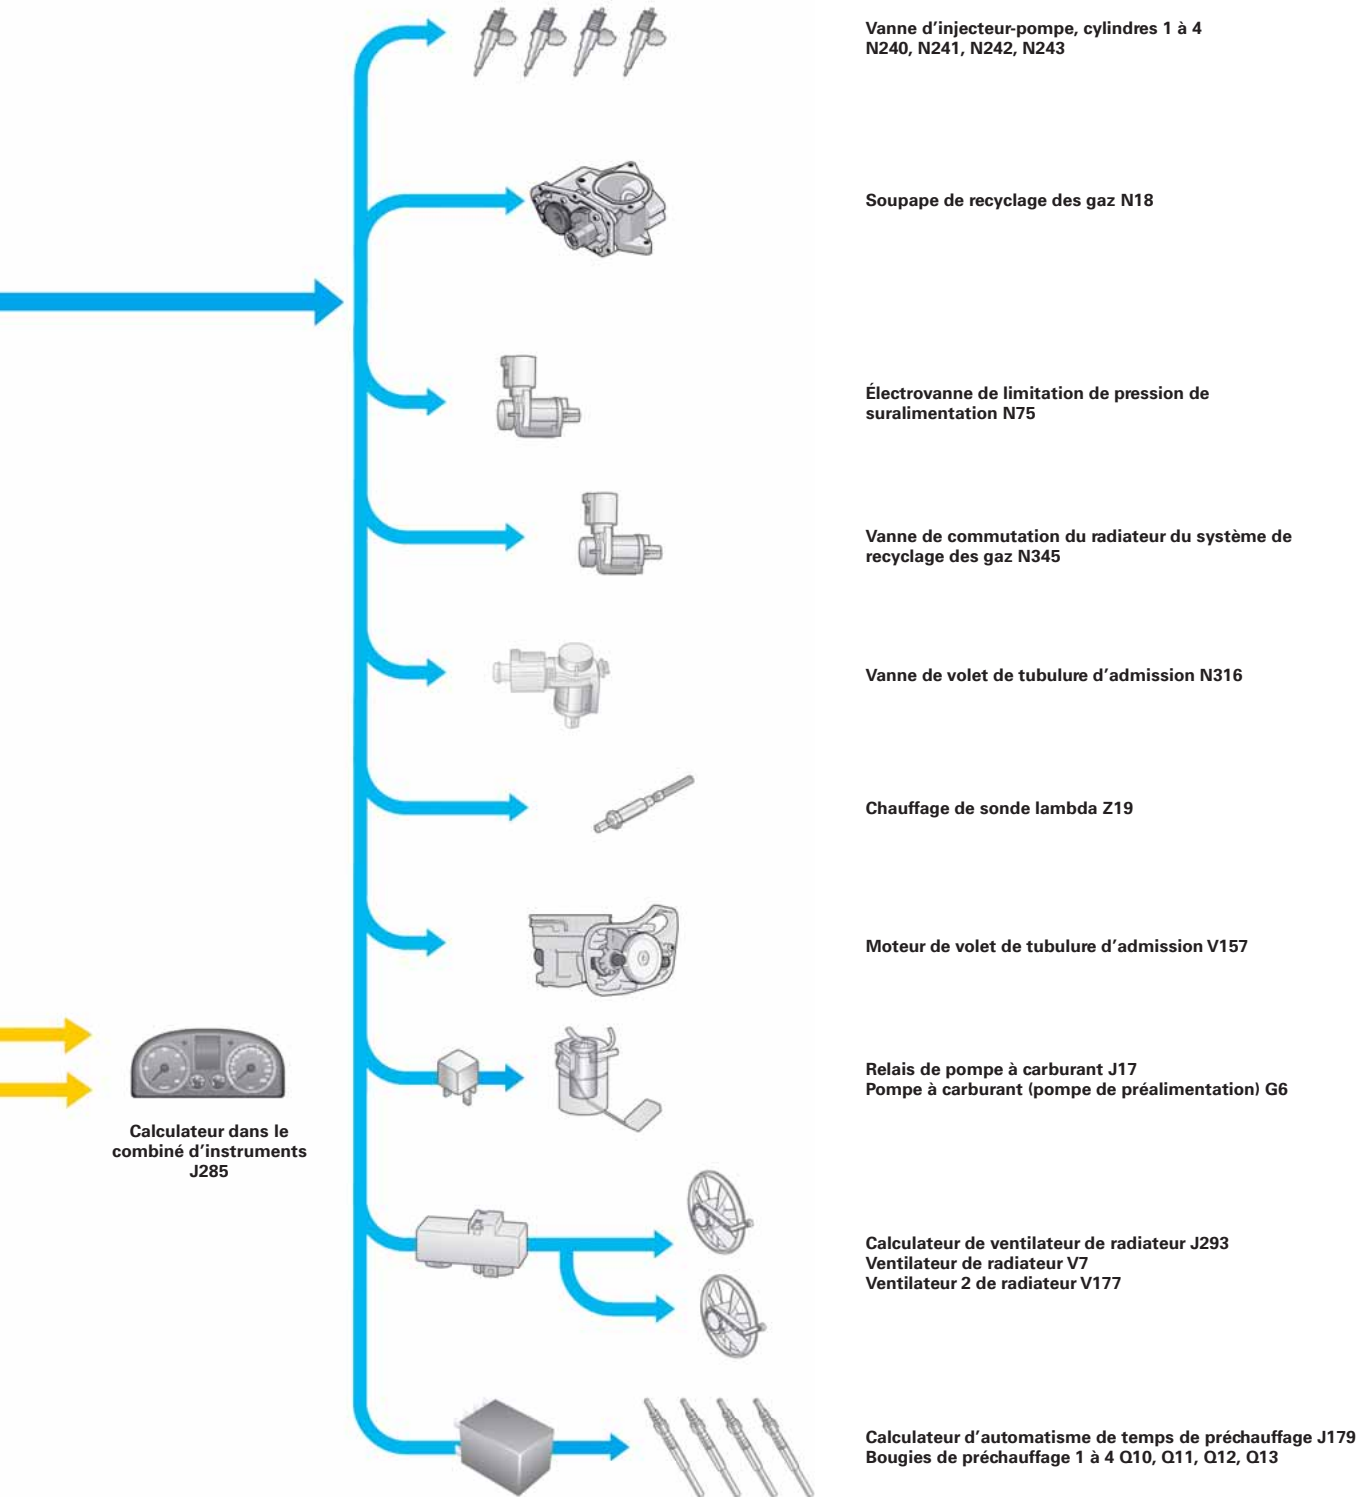 Vanne d’injecteur-pompe, cylindres 1 à 4
N240, N241, N242, N243
Soupape de recyclage des gaz N18
Électrovanne de limitation de pression de
suralimentation N75
Vanne de commutation du radiateur du système de
recyclage des gaz N345
Vanne de volet de tubulure d’admission N316
Chauffage de sonde lambda Z19
Moteur de volet de tubulure d’admission V157
Calculateur dans le
combiné d’instruments
J285
Relais de pompe à carburant J17
Pompe à carburant (pompe de préalimentation) G6
Calculateur de ventilateur de radiateur J293
Ventilateur de radiateur V7
Ventilateur 2 de radiateur V177
Calculateur d’automatisme de temps de préchauffage J179
Bougies de préchauffage 1 à 4 Q10, Q11, Q12, Q13